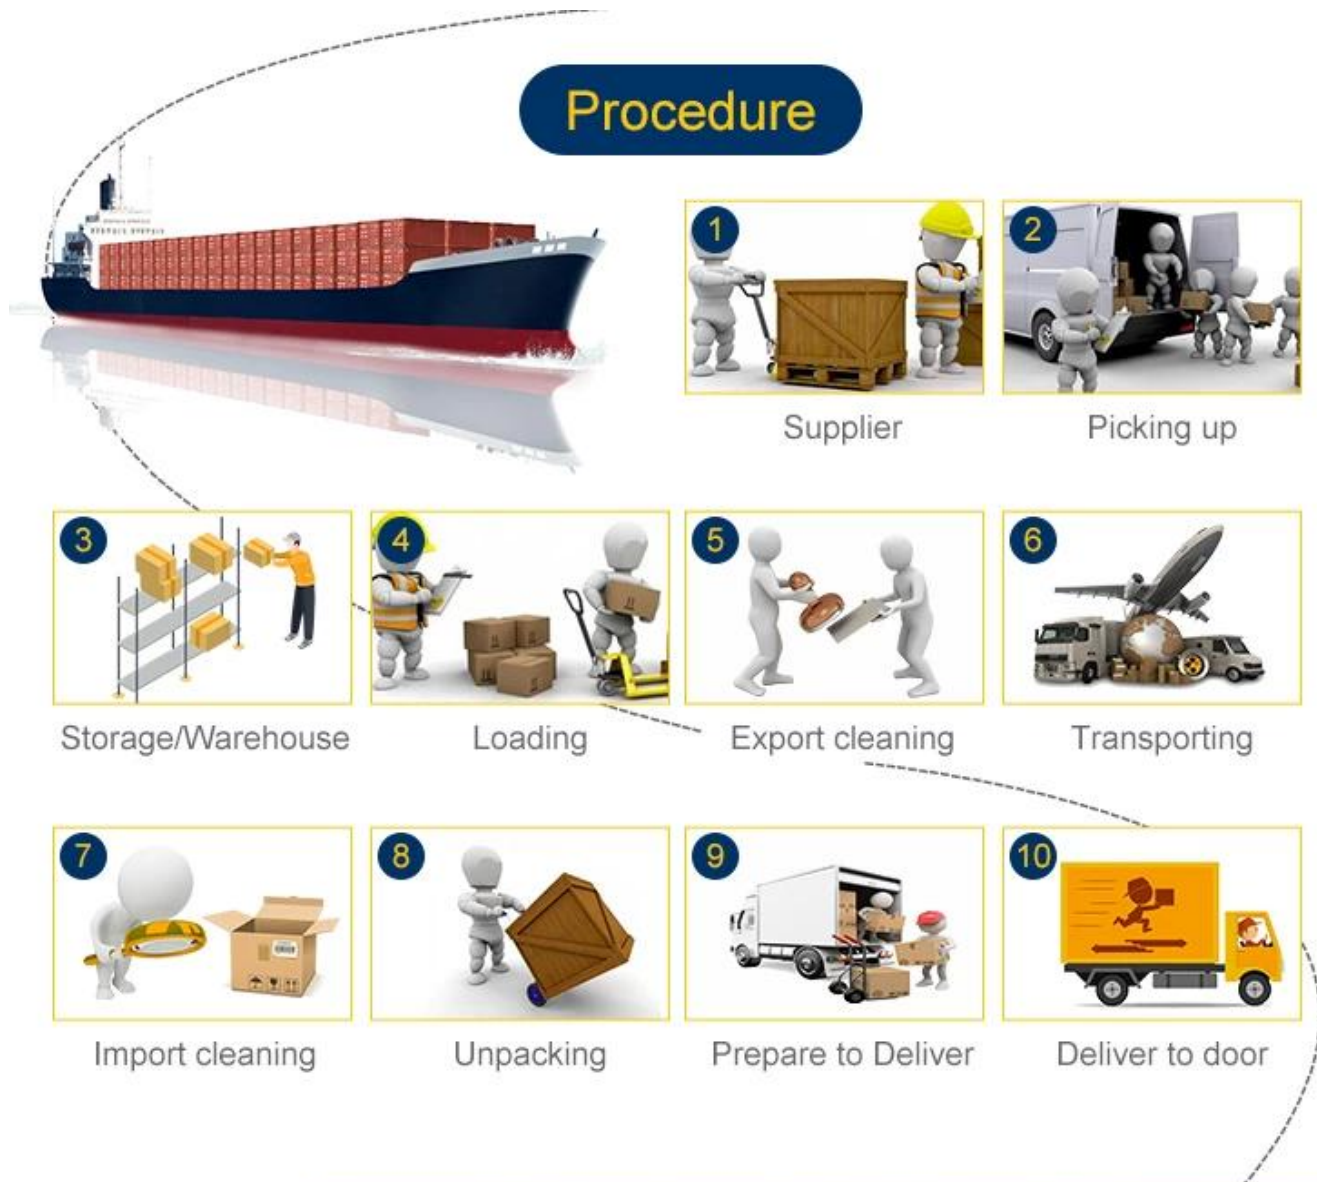 Procedure
1
2
Supplier
Picking up
3
4
5
6
Storage/Warehouse
Loading
Export cleaning
Transporting
7
8
9
10
Import cleaning
Unpacking
Prepare to Deliver
Deliver to door